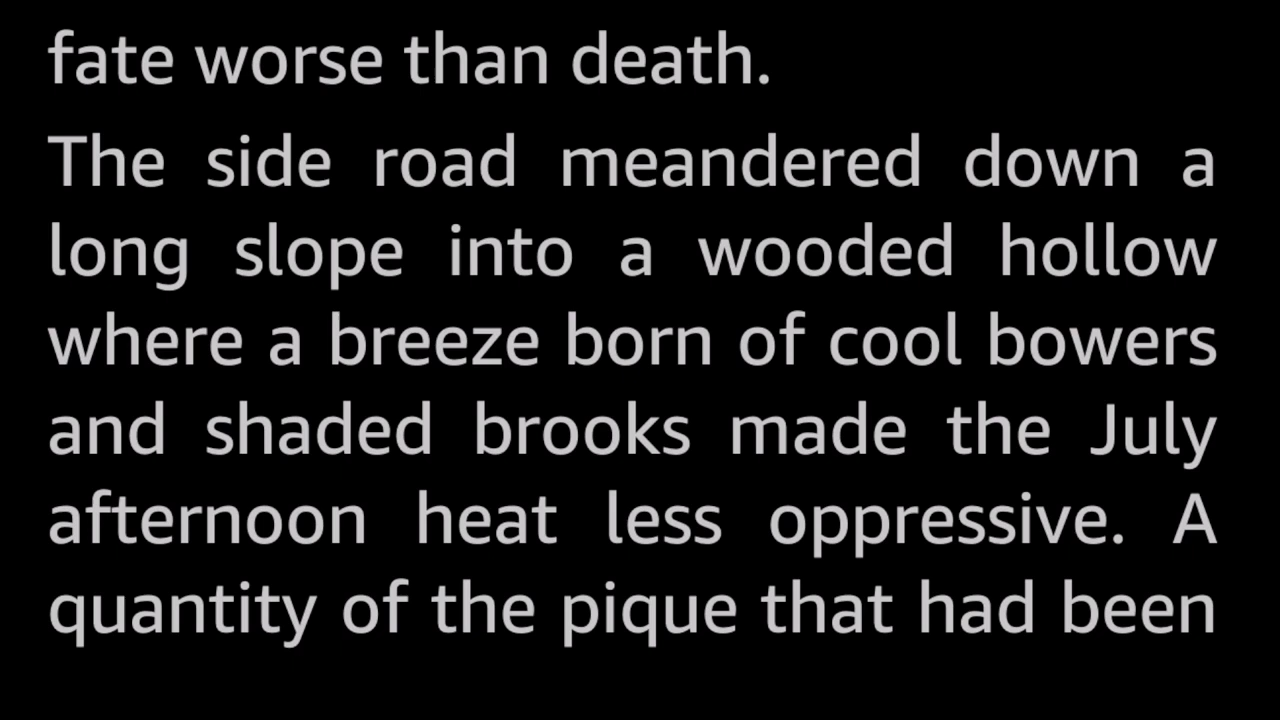 fate worse than death.
The side road meandered down a
long slope into a wooded hollow
where a breeze born of cool bowers
and shaded brooks made the July
afternoon heat less oppressive. A
quantity of the pique that had been